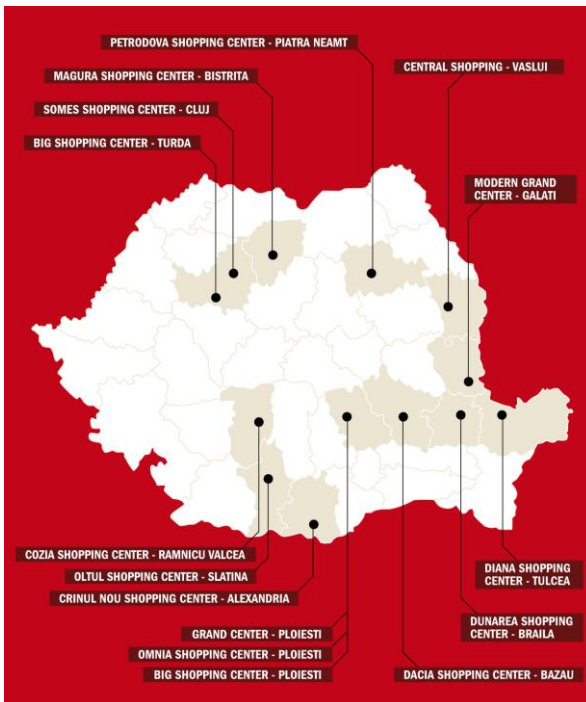 PETRODOVA SHOPPING CENTER - PIATRA NEAMT
CENTRAL SHOPPING - VASLUI
MAGURA SHOPPING CENTER - BISTRITA
SOMES SHOPPING CENTER - CLUJ
BIG SHOPPING CENTER - TURDA
MODERN GRAND
CENTER - GALATI
COZIA SHOPPING CENTER - RAMNICU VALCEA
OLTUL SHOPPING CENTER - SLATINA
CRINUL NOU SHOPPING CENTER - ALEXANDRIA
DIANA SHOPPING
CENTER - TULCEA
GRAND CENTER - PLOIESTI
OMNIA SHOPPING CENTER - PLOIESTI
BIG SHOPPING CENTER - PLOIESTI
DUNAREA SHOPPING
CENTER - BRAILA
DACIA SHOPPING CENTER - BAZAU